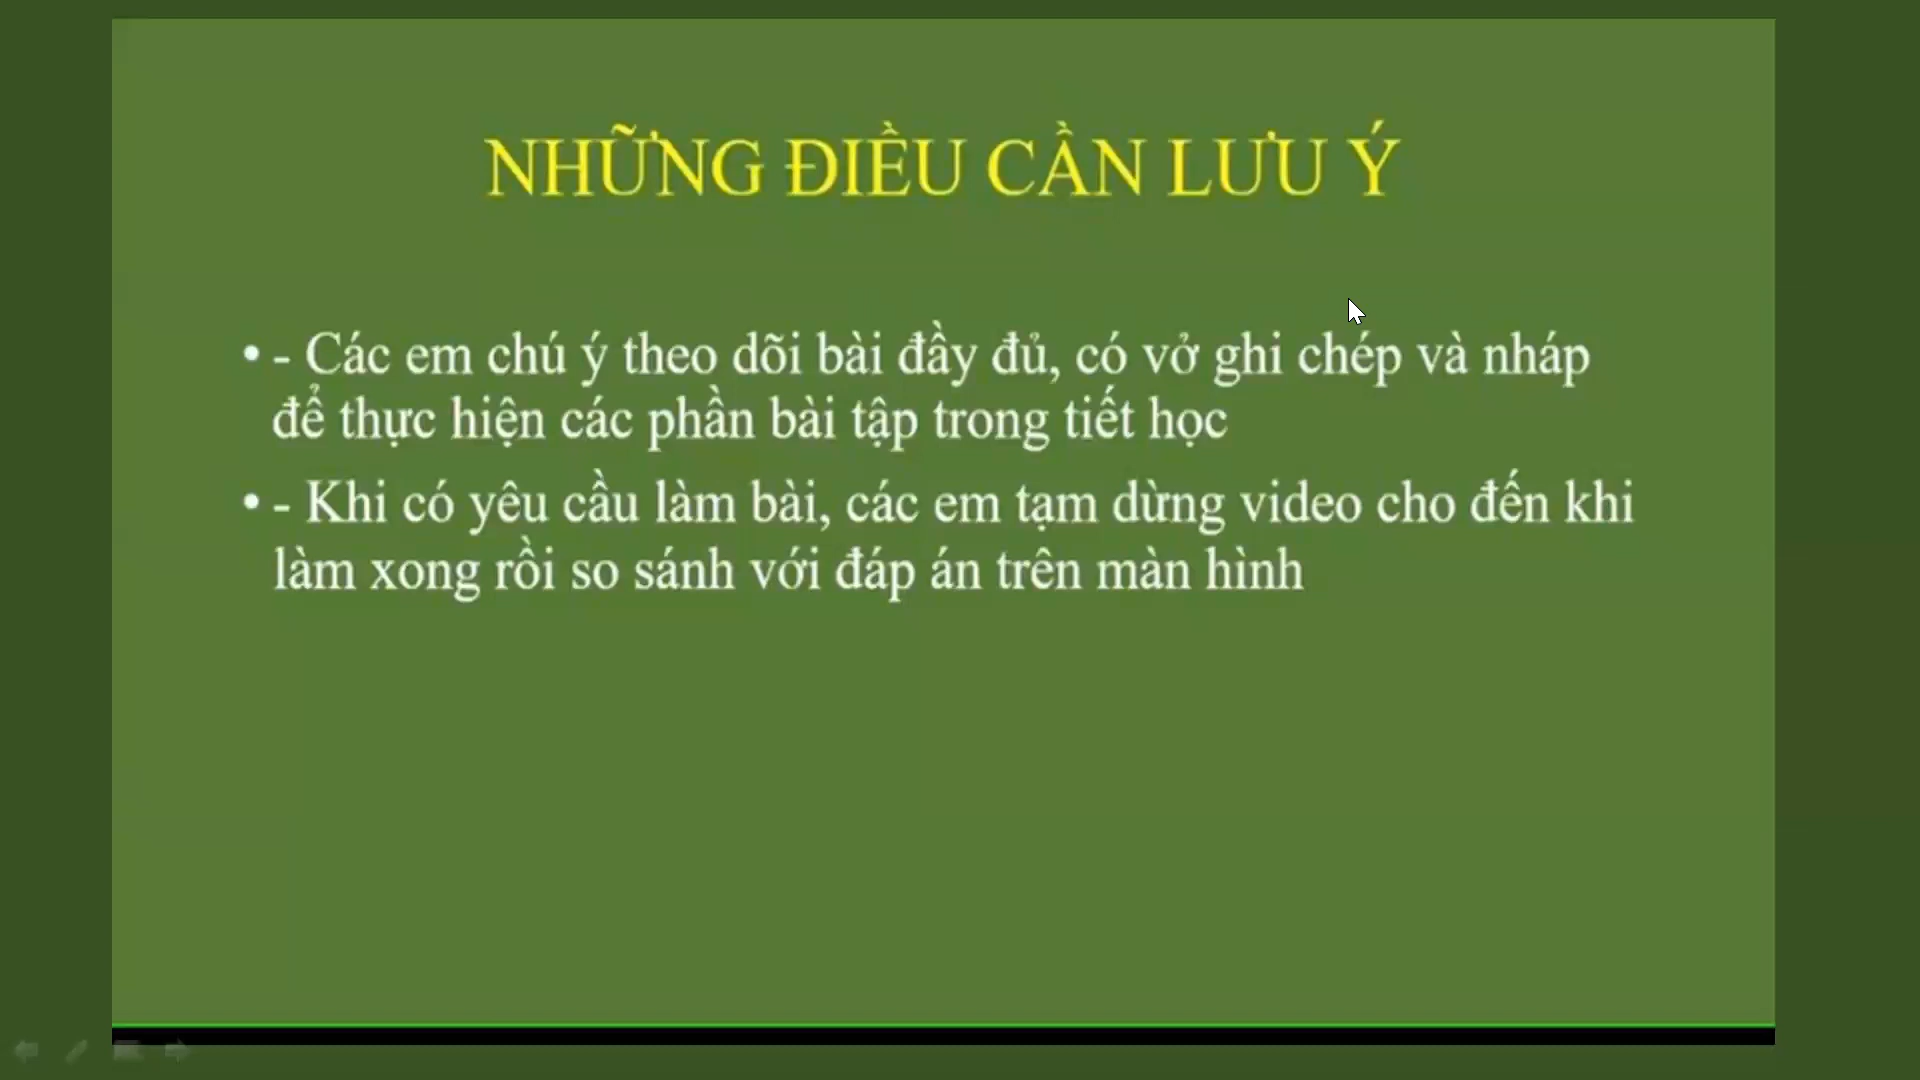 NHỮNG ĐIỀU CẦN LƯU Ý
• - Các em chú ý theo dõi bài đầy đủ, có vở ghi chép và nháp
để thực hiện các phần bài tập trong tiết học
• - Khi có yêu cầu làm bài, các em tạm dừng video cho đến khi
làm xong rồi so sánh với đáp án trên màn hình